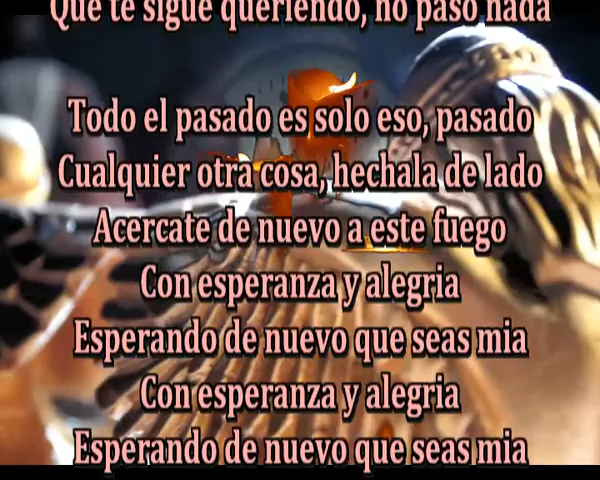 Que te sigue queriendo, no paso nada
Todo el pasado es solo eso, pasado
Cualquier otra cosa, hechala de lado
Acercate de nuevo a este fuego
Con esperanza y alegria
Esperando de nuevo que seas mia
Con esperanza y alegria
Esperando de nuevo que seas mia